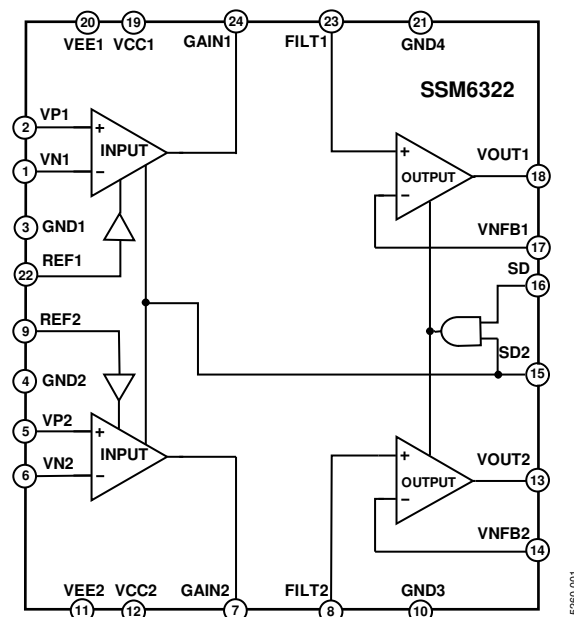 20 19 24 23 21
VEE1 VCC1 GAIN1 FILT1 GND4
SSM6322
2 VP1 + INPUT
1 VN1 −
3 GND1
22 REF1
9 REF2
4 GND2
5 VP2 + INPUT
6 VN2 −
+ OUTPUT − VOUT1 18
VNFB1 17
SD 16
SD2 15
+ OUTPUT − VOUT2 13
VNFB2 14
VEE2 VCC2 GAIN2 FILT2 GND3
11 12 7 8 10